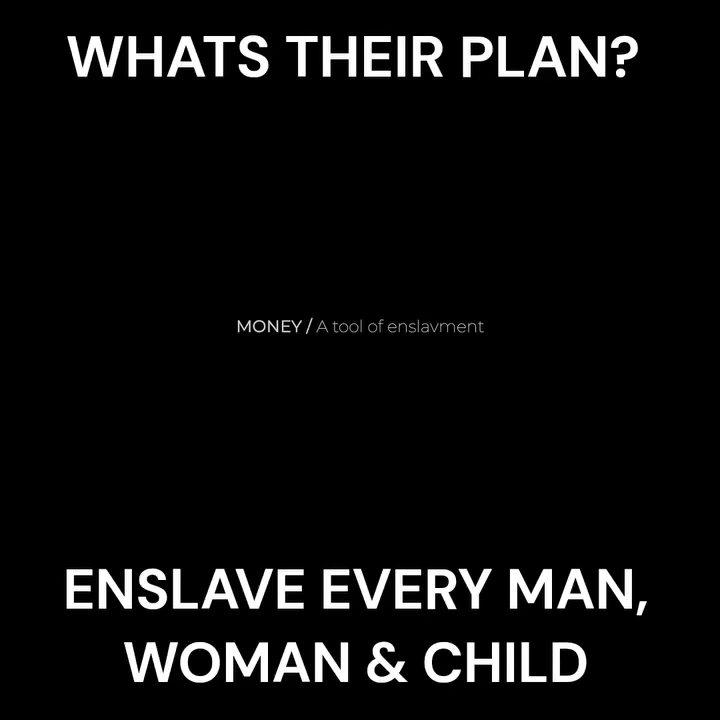 WHATS THEIR PLAN?
MONEY / A tool of enslavment
ENSLAVE EVERY MAN,
WOMAN & CHILD